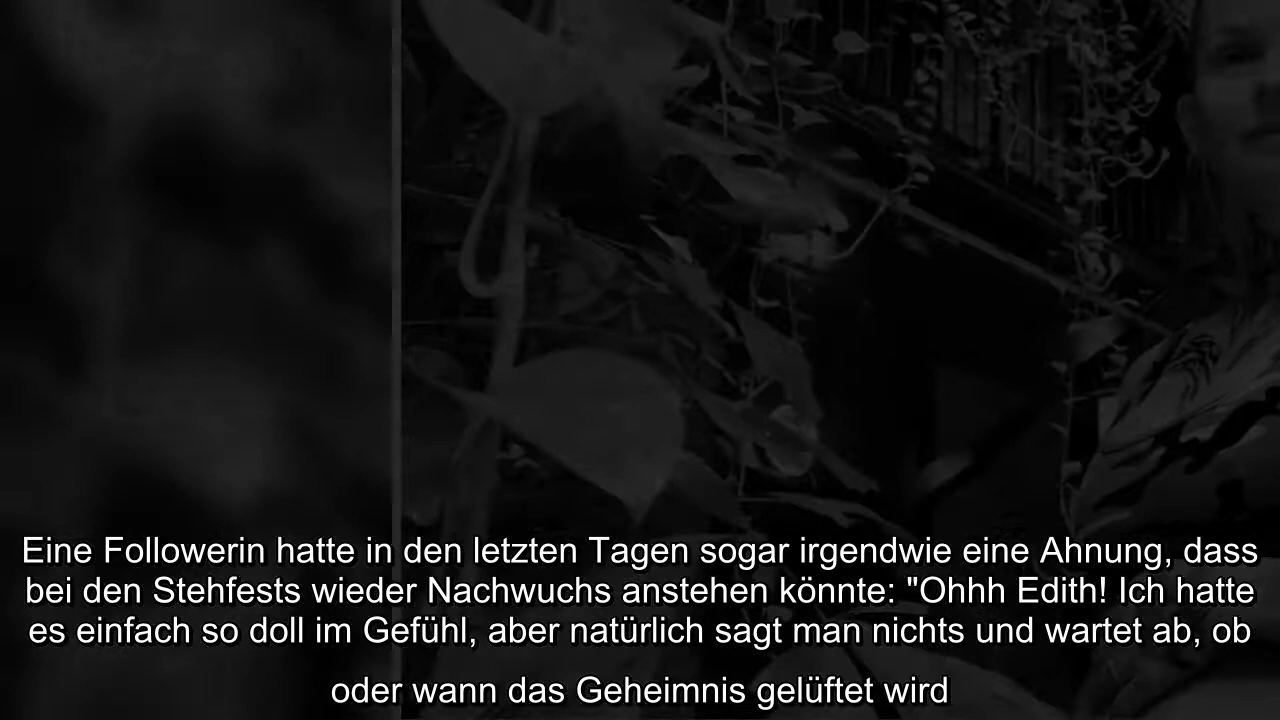 Eine Followerin hatte in den letzten Tagen sogar irgendwie eine Ahnung, dass
bei den Stehfests wieder Nachwuchs anstehen könnte: "Ohhh Edith! Ich hatte
es einfach so doll im Gefühl, aber natürlich sagt man nichts und wartet ab, ob
oder wann das Geheimnis gelüftet wird